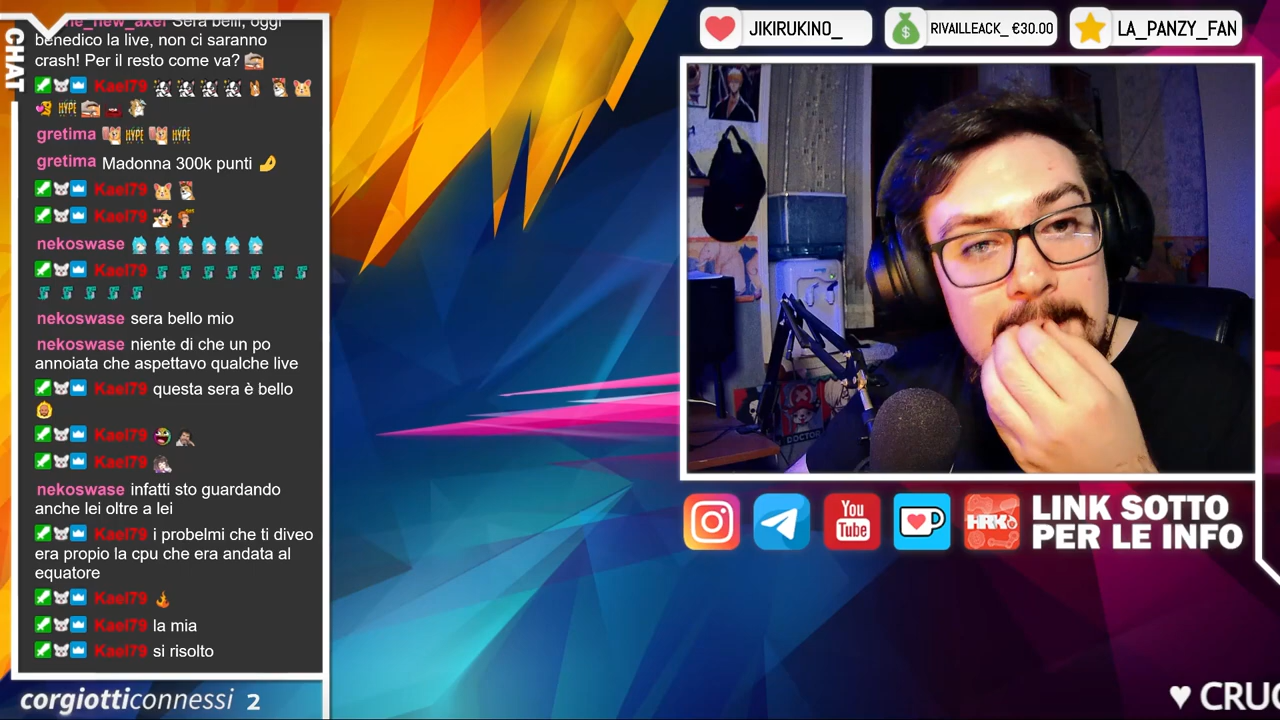 CHAT
the_new_axel Sera belli, oggi
benedico la live, non ci saranno
crash! Per il resto come va?
Kael79
HYPE
gretima HYPE HYPE
gretima Madonna 300k punti
Kael79
Kael79
nekoswase
Kael79
nekoswase sera bello mio
nekoswase niente di che un po
annoiata che aspettavo qualche live
Kael79 questa sera è bello
Kael79
Kael79
nekoswase infatti sto guardando
anche lei oltre a lei
Kael79 i probelmi che ti diveo
era propio la cpu che era andata al
equatore
Kael79
Kael79 la mia
Kael79 si risolto
corgiotticonnessi 2
JIKIRUKINO_
RIVAILLEACK_ €30.00
LA_PANZY_FAN
DOCTOR
You
Tube
HRK
LINK SOTTO
PER LE INFO
♥ CRUC